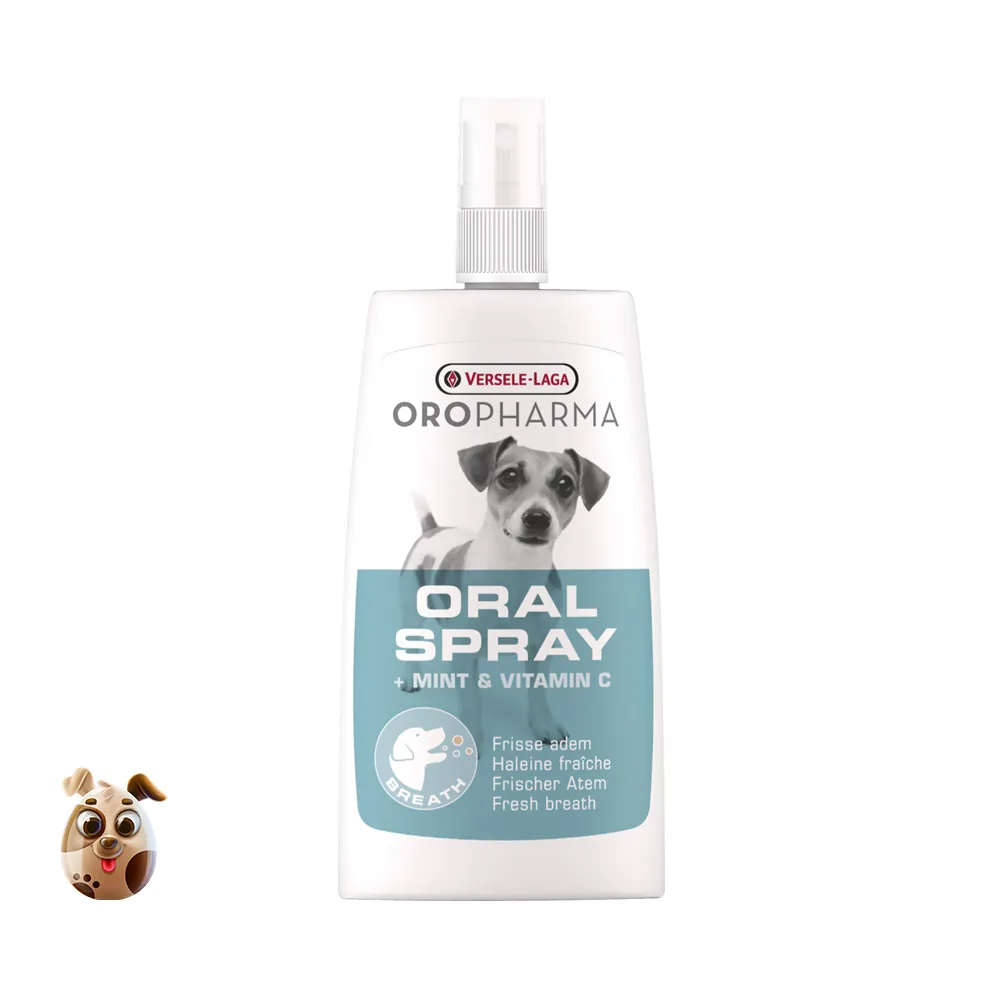 VERSELE-LAGA
OROPHARMA
ORAL
SPRAY
+ MINT & VITAMIN C
BREATH
Frisse adem
Haleine fraîche
Frischer Atem
Fresh breath